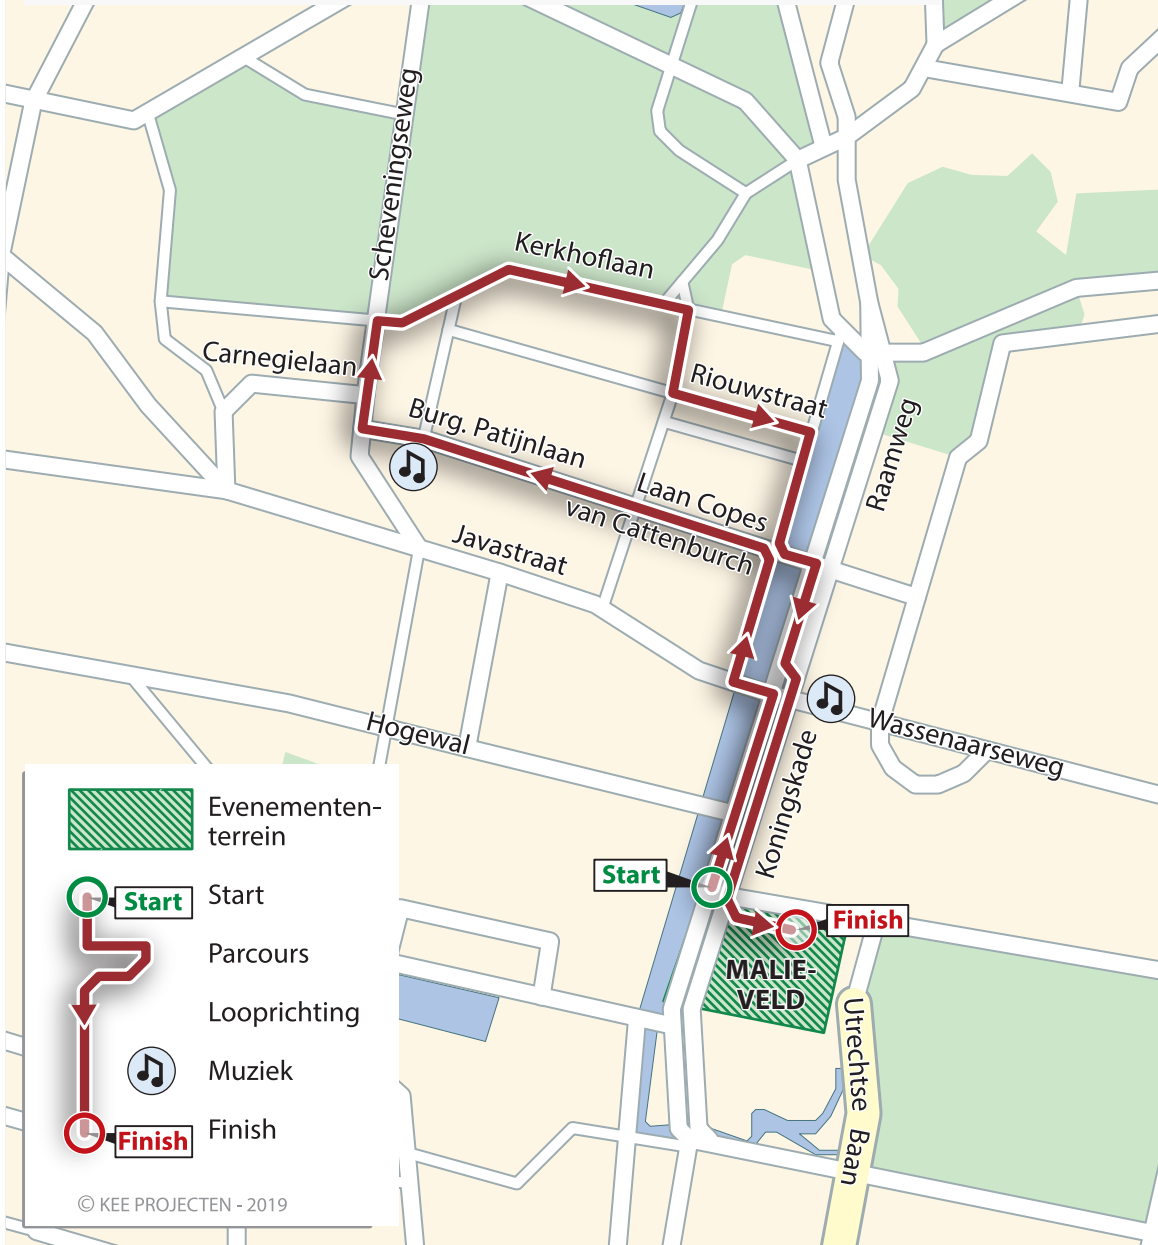 Scheveningseweg
Kerkhoflaan
Carnegielaan
Riouwstraat
Burg. Patijnlaan
Raamweg
Laan Copes
van Cattenburch
Javastraat
Wassenaarseweg
Hogewal
Koningskade
Start
Finish
MALIE-
VELD
Utrechtse Baan
Evenementen-
terrein
Start
Start
Parcours
Looprichting
Muziek
Finish
Finish
© KEE PROJECTEN - 2019